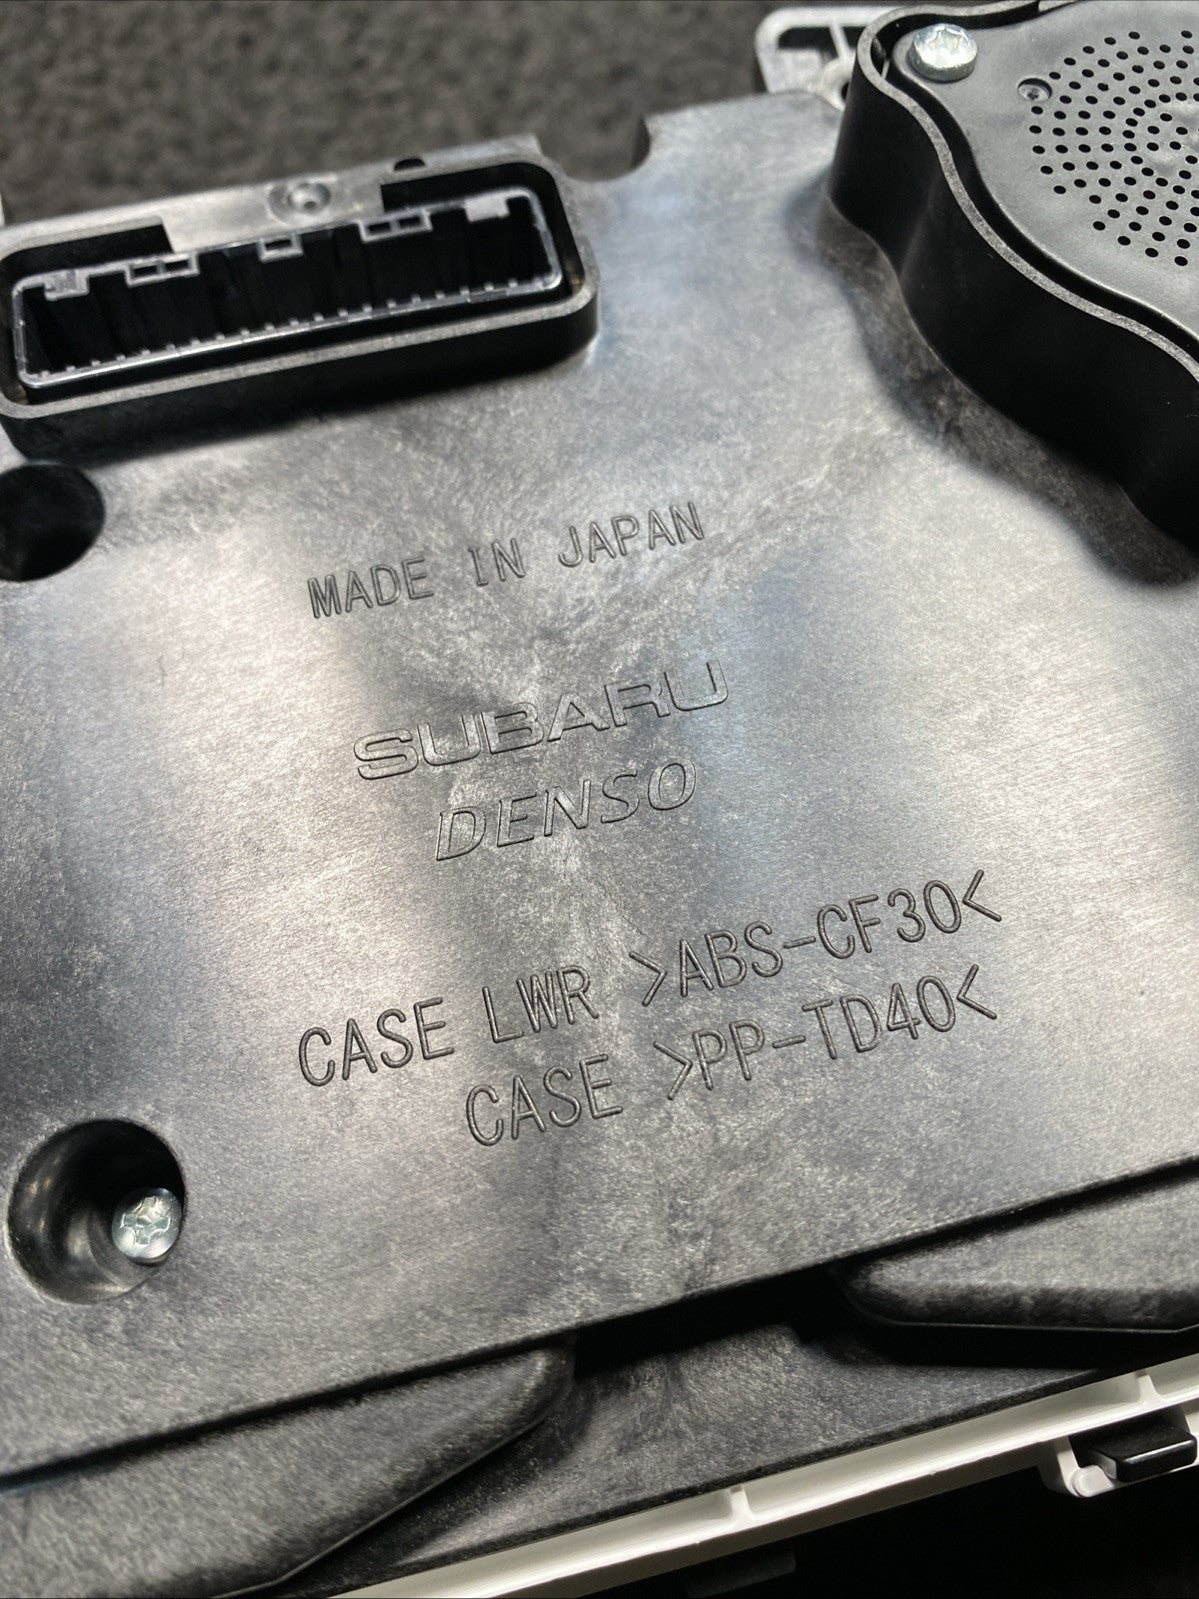 MADE IN JAPAN
SUBARU
DENSO
CASE LWR >ABS-CF30<
CASE >PP-TD40<